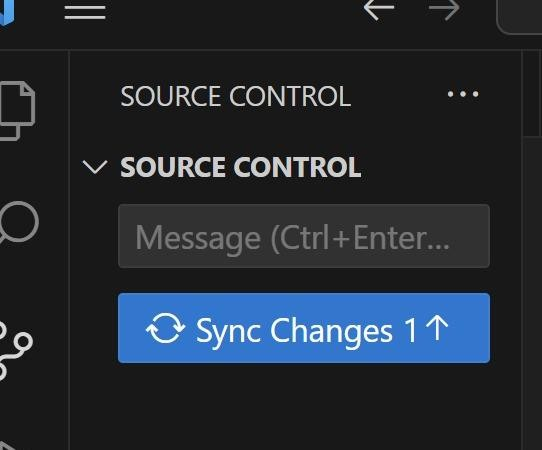 SOURCE CONTROL ...
SOURCE CONTROL
Message (Ctrl+Enter...
Sync Changes 1↑